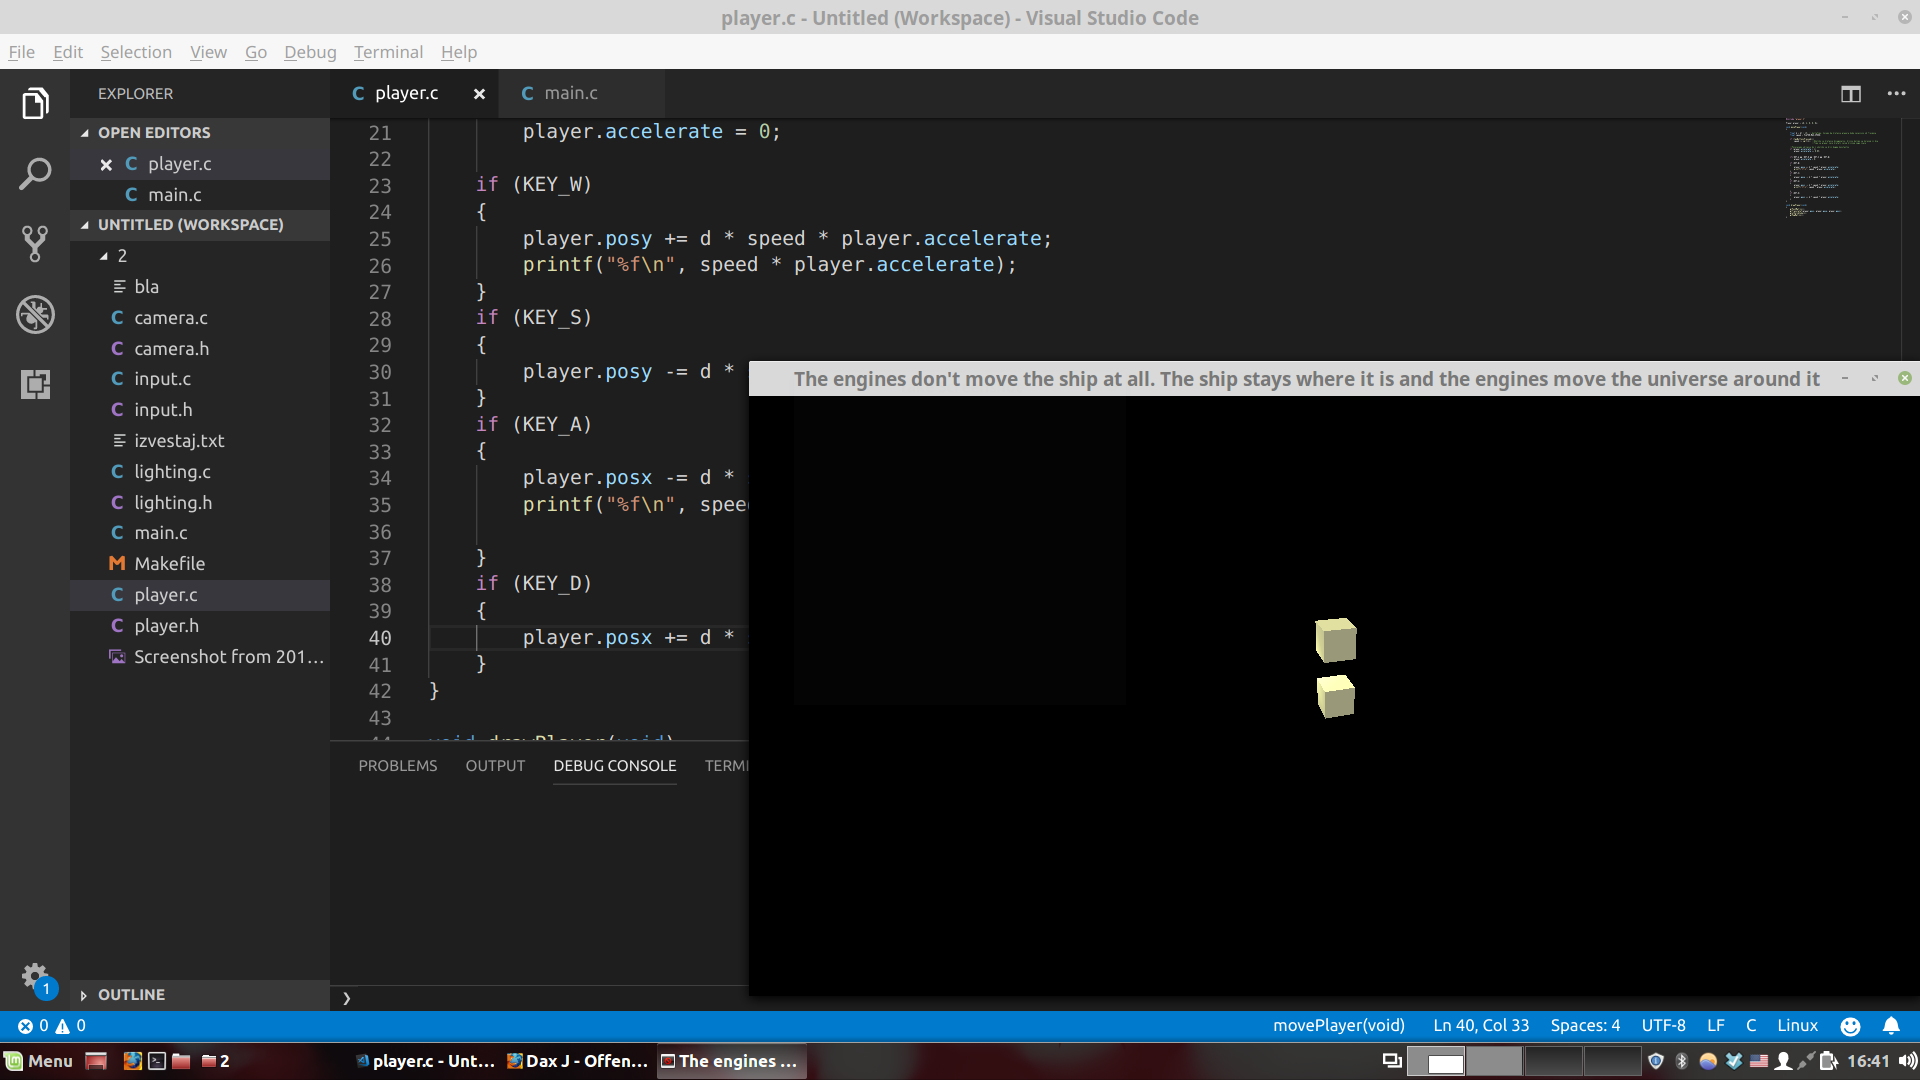 player.c - Untitled (Workspace) - Visual Studio Code
File Edit Selection View Go Debug Terminal Help
EXPLORER
OPEN EDITORS
player.c
main.c
UNTITLED (WORKSPACE)
2
bla
camera.c
camera.h
input.c
input.h
izvestaj.txt
lighting.c
lighting.h
main.c
Makefile
player.c
player.h
Screenshot from 201...
OUTLINE
player.c main.c
21 player.accelerate = 0;
22
23 if (KEY_W)
24 {
25 player.posy += d * speed * player.accelerate;
26 printf("%f\n", speed * player.accelerate);
27 }
28 if (KEY_S)
29 {
30 player.posy -= d *
31 }
32 if (KEY_A)
33 {
34 player.posx -= d *
35 printf("%f\n", spee
36
37 }
38 if (KEY_D)
39 {
40 player.posx += d *
41 }
42 }
43
44 void drawPlayer(void)
PROBLEMS OUTPUT DEBUG CONSOLE TERMI
❯
The engines don't move the ship at all. The ship stays where it is and the engines move the universe around it
1
0 0 movePlayer(void) Ln 40, Col 33 Spaces: 4 UTF-8 LF C Linux
Menu 2 player.c - Unt... Dax J - Offen... The engines ... 16:41